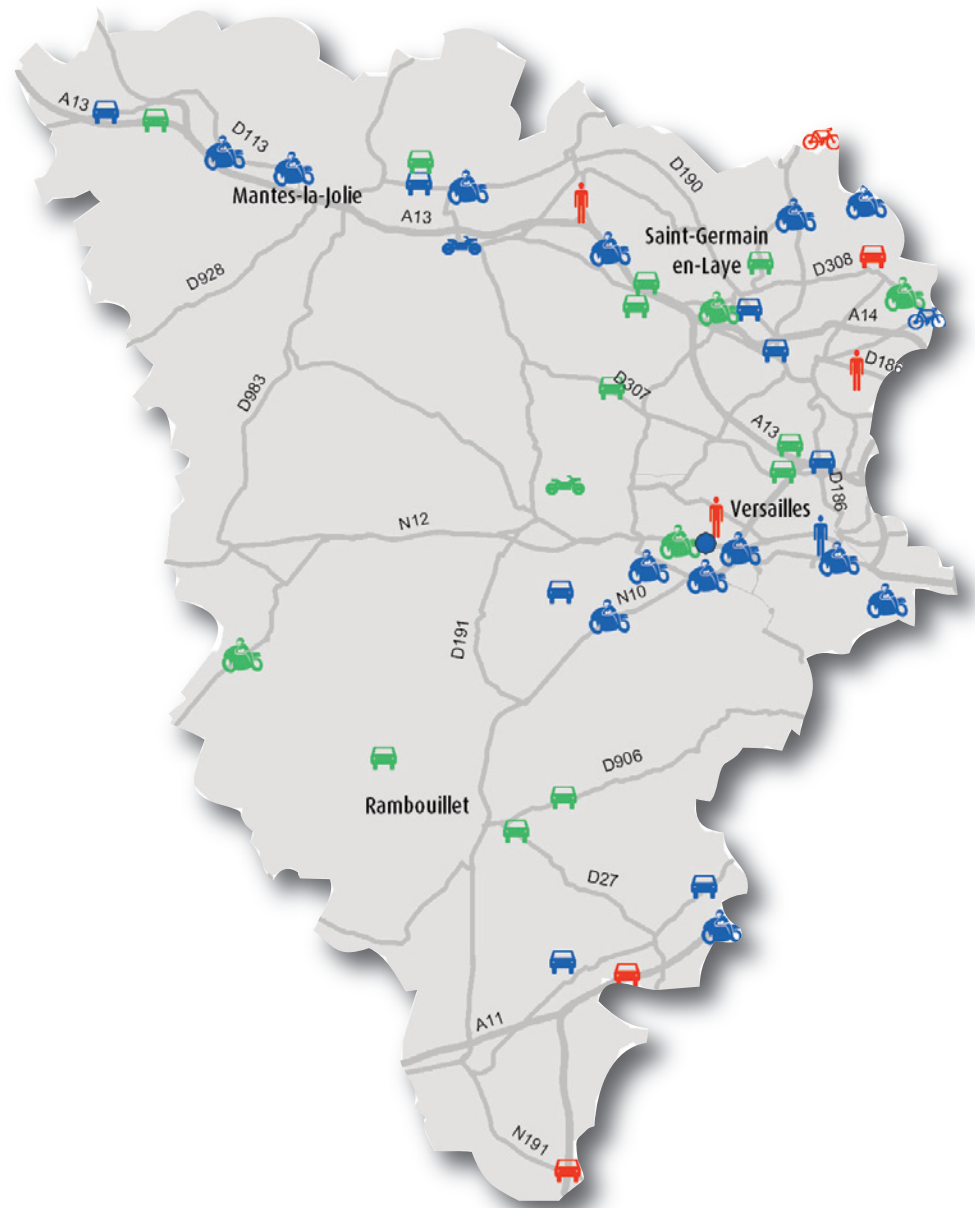 A13
D113
D190
Mantes-la-Jolie
A13
Saint-Germain
en-Laye
D308
D928
A14
D186
D307
D983
A13
D186
Versailles
N12
N10
D191
D906
Rambouillet
D27
A11
N191